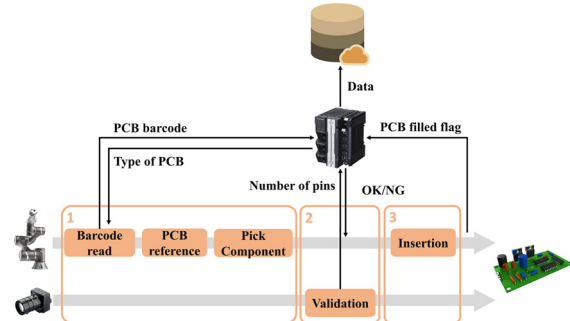 Data
PCB barcode
PCB filled flag
Type of PCB
Number of pins
OK/NG
1
2
3
Barcode
read
PCB
reference
Pick
Component
Insertion
Validation